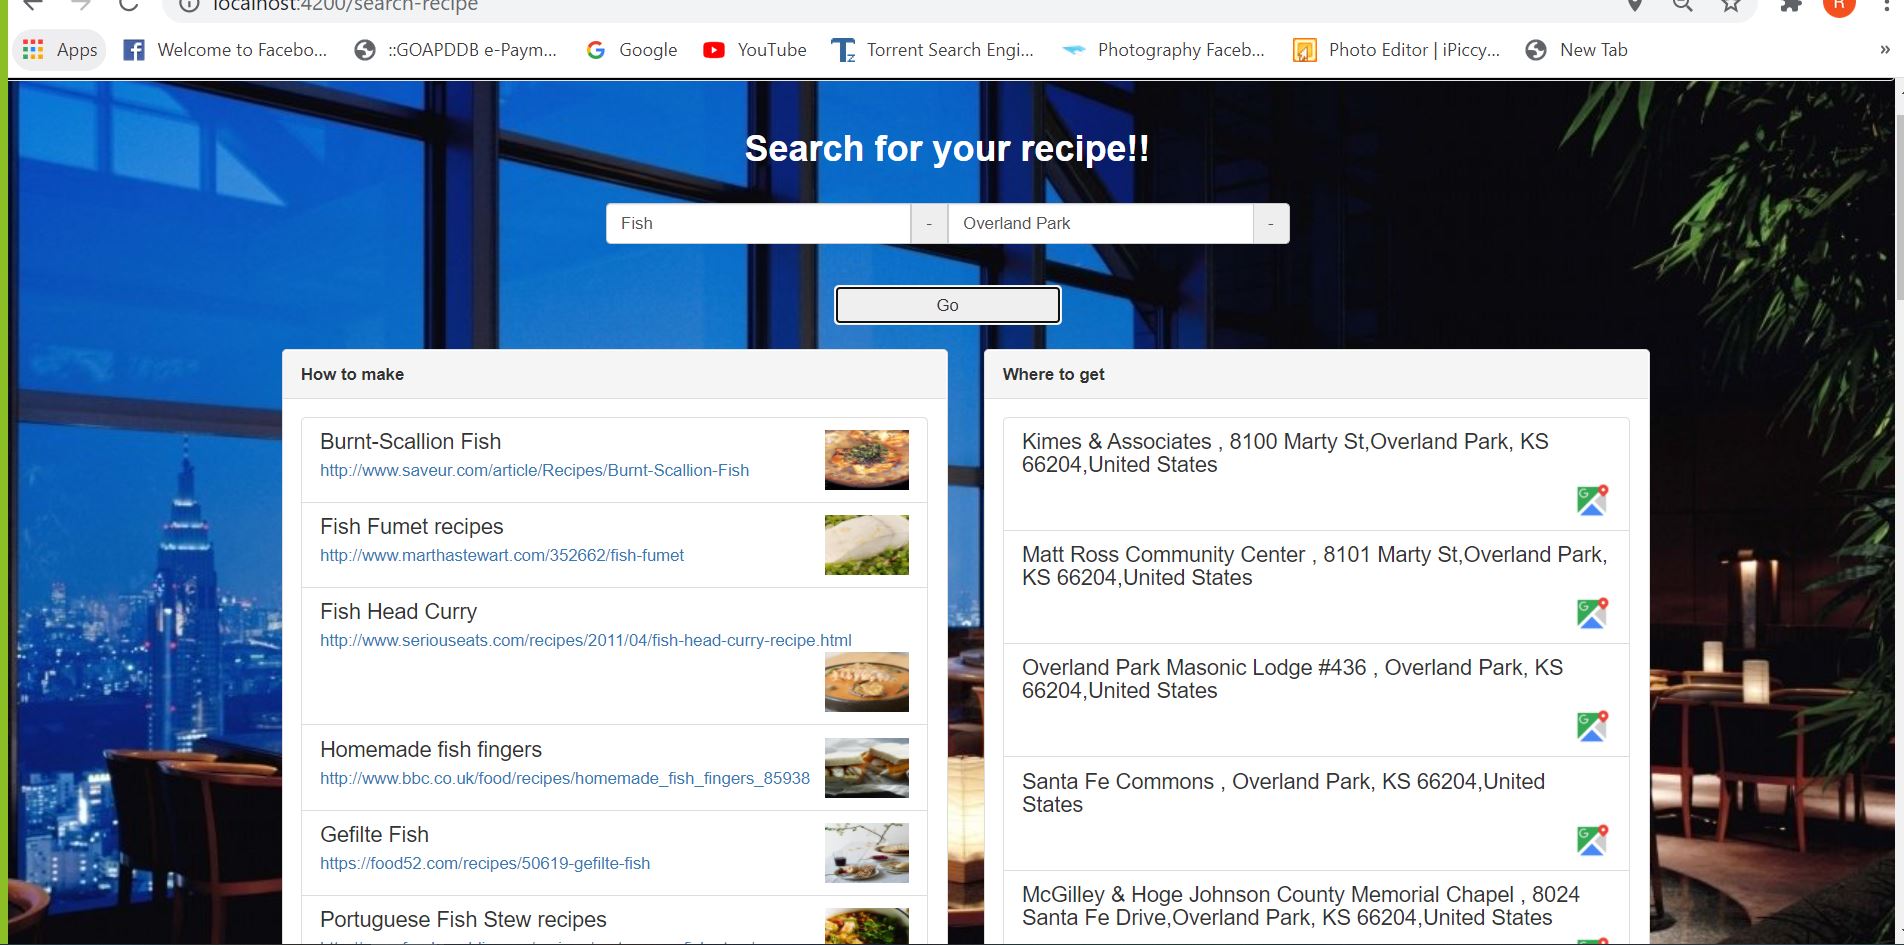 localhost:4200/search-recipe
R
Apps
Welcome to Facebo...
::GOAPDDB e-Paym...
Google
YouTube
Torrent Search Engi...
Photography Faceb...
Photo Editor | iPiccy...
New Tab
»
Search for your recipe!!
Fish - Overland Park -
Go
How to make
Burnt-Scallion Fish
http://www.saveur.com/article/Recipes/Burnt-Scallion-Fish
Fish Fumet recipes
http://www.marthastewart.com/352662/fish-fumet
Fish Head Curry
http://www.seriouseats.com/recipes/2011/04/fish-head-curry-recipe.html
Homemade fish fingers
http://www.bbc.co.uk/food/recipes/homemade_fish_fingers_85938
Gefilte Fish
https://food52.com/recipes/50619-gefilte-fish
Portuguese Fish Stew recipes
Where to get
Kimes & Associates , 8100 Marty St,Overland Park, KS
66204,United States
Matt Ross Community Center , 8101 Marty St,Overland Park,
KS 66204,United States
Overland Park Masonic Lodge #436 , Overland Park, KS
66204,United States
Santa Fe Commons , Overland Park, KS 66204,United
States
McGilley & Hoge Johnson County Memorial Chapel , 8024
Santa Fe Drive,Overland Park, KS 66204,United States